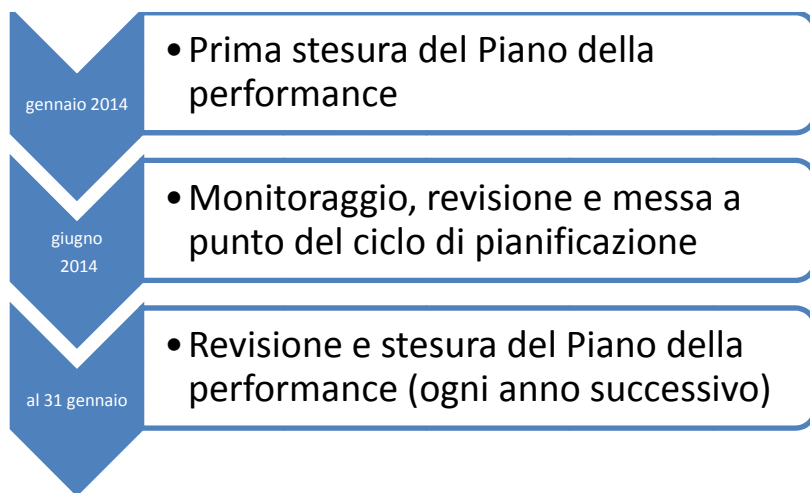 gennaio 2014
• Prima stesura del Piano della
performance
giugno
2014
• Monitoraggio, revisione e messa a
punto del ciclo di pianificazione
al 31 gennaio
• Revisione e stesura del Piano della
performance (ogni anno successivo)